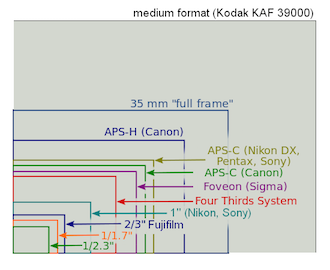 medium format (Kodak KAF 39000)
35 mm "full frame"
APS-H (Canon)
APS-C (Nikon DX,
Pentax, Sony)
APS-C (Canon)
Foveon (Sigma)
Four Thirds System
1" (Nikon, Sony)
2/3" Fujifilm
1/1.7"
1/2.3"